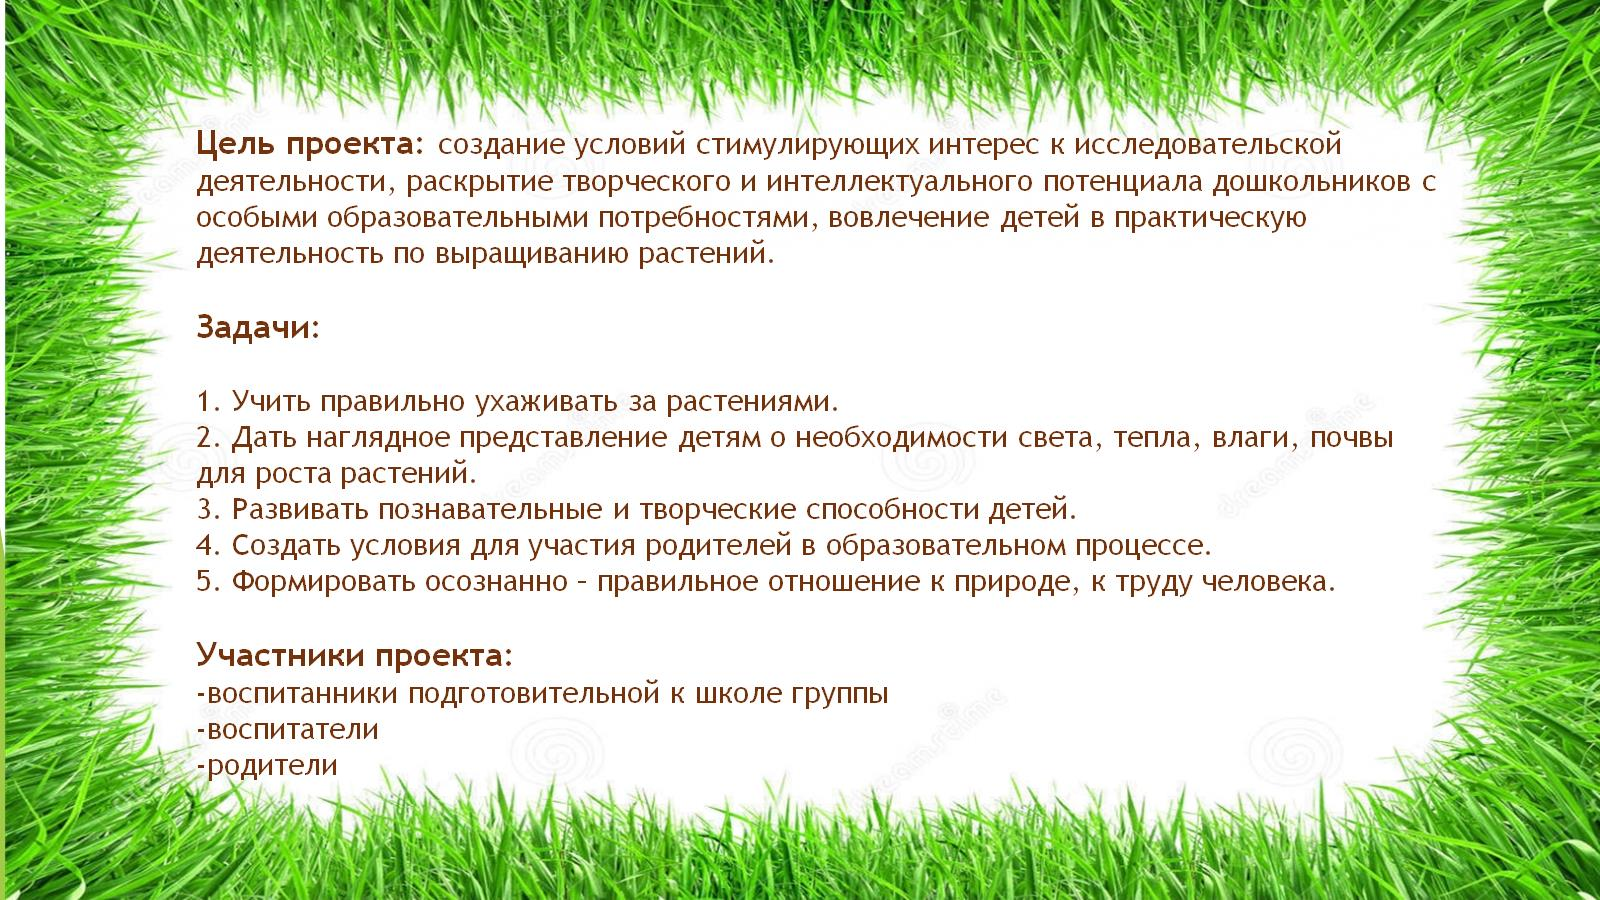 Цель проекта: создание условий стимулирующих интерес к исследовательской
деятельности, раскрытие творческого и интеллектуального потенциала дошкольников с
особыми образовательными потребностями, вовлечение детей в практическую
деятельность по выращиванию растений.
Задачи:
1. Учить правильно ухаживать за растениями.
2. Дать наглядное представление детям о необходимости света, тепла, влаги, почвы
для роста растений.
3. Развивать познавательные и творческие способности детей.
4. Создать условия для участия родителей в образовательном процессе.
5. Формировать осознанно – правильное отношение к природе, к труду человека.
Участники проекта:
-воспитанники подготовительной к школе группы
-воспитатели
-родители
dreamstime
dreamstime
dreamstime